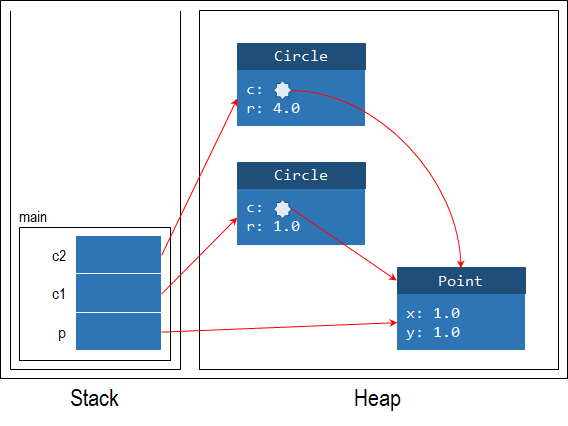 Circle
c:
r: 4.0
Circle
c:
r: 1.0
main
c2
c1
p
Point
x: 1.0
y: 1.0
Stack
Heap